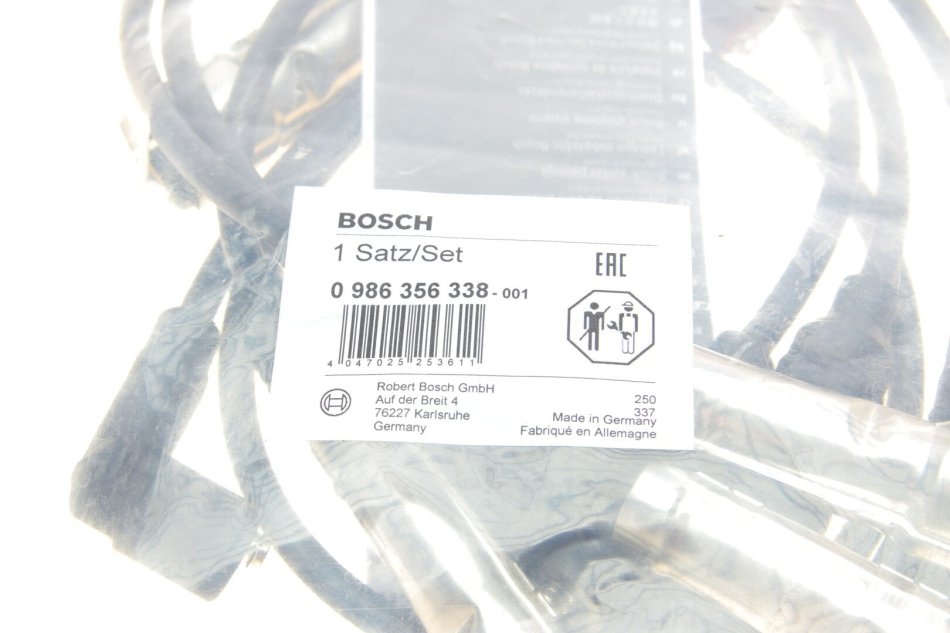 BOSCH
1 Satz/Set
EAC
0 986 356 338 - 001
4 047025 253611
Robert Bosch GmbH
Auf der Breit 4
76227 Karlsruhe
Germany
250
337
Made in Germany
Fabriqué en Allemagne